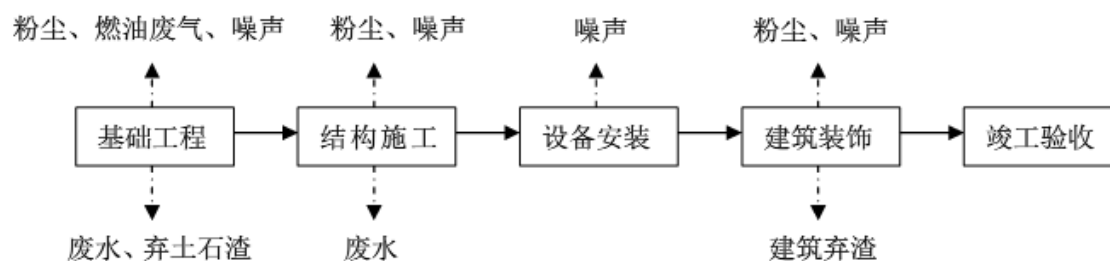 粉尘、燃油废气、噪声
粉尘、噪声
噪声
粉尘、噪声
基础工程
结构施工
设备安装
建筑装饰
竣工验收
废水、弃土石渣
废水
建筑弃渣